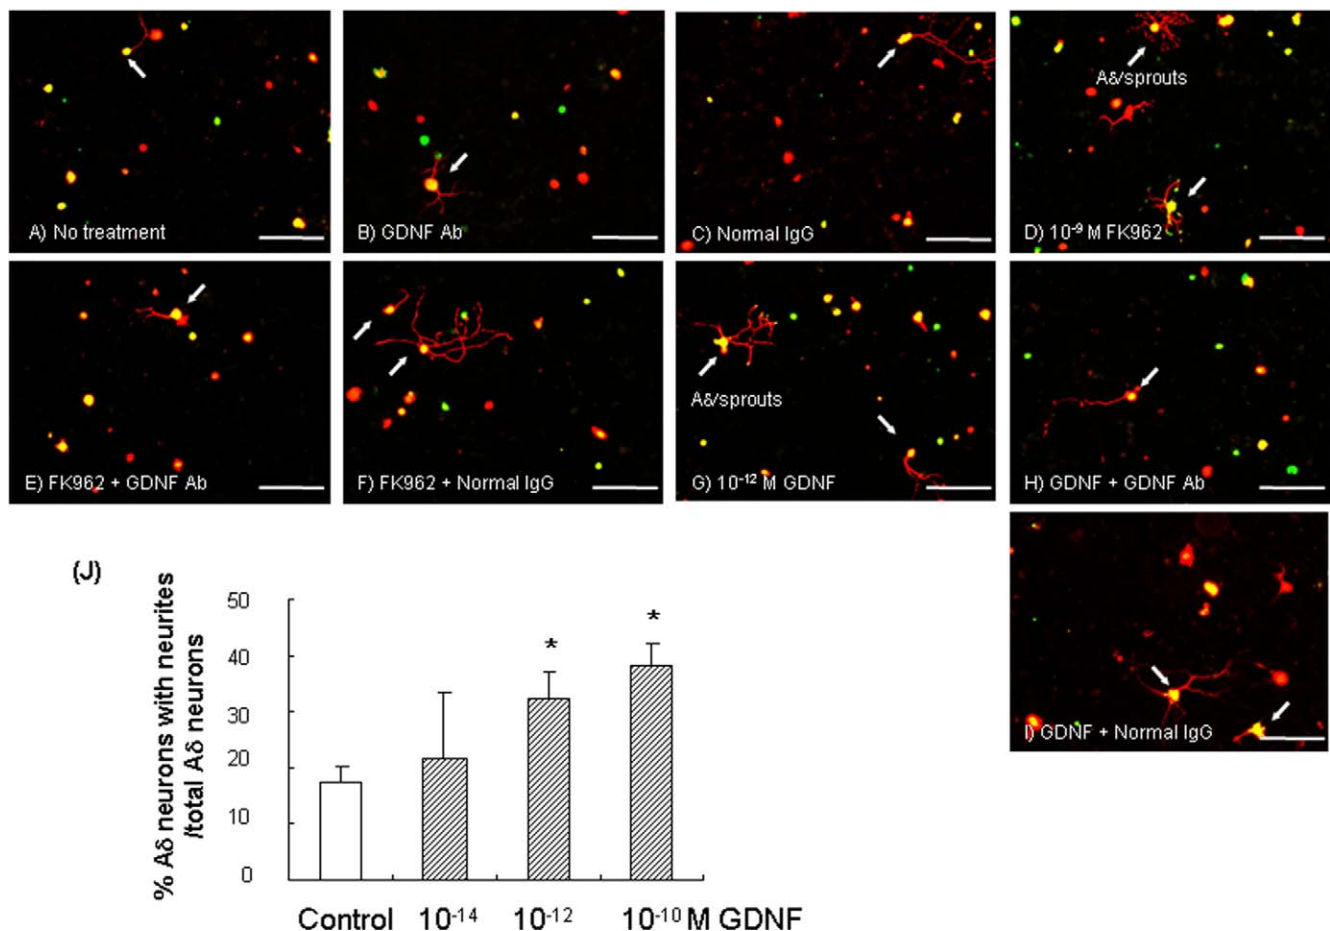 A&/sprouts
A) No treatment
B) GDNF Ab
C) Normal IgG
D) 10⁻⁹ M FK962
E) FK962 + GDNF Ab
F) FK962 + Normal IgG
A&/sprouts
G) 10⁻¹² M GDNF
H) GDNF + GDNF Ab
I) GDNF + Normal IgG
(J)
% Aδ neurons with neurites
/total Aδ neurons
50
40
30
20
10
0
*
*
Control 10⁻¹⁴ 10⁻¹² 10⁻¹⁰ M GDNF